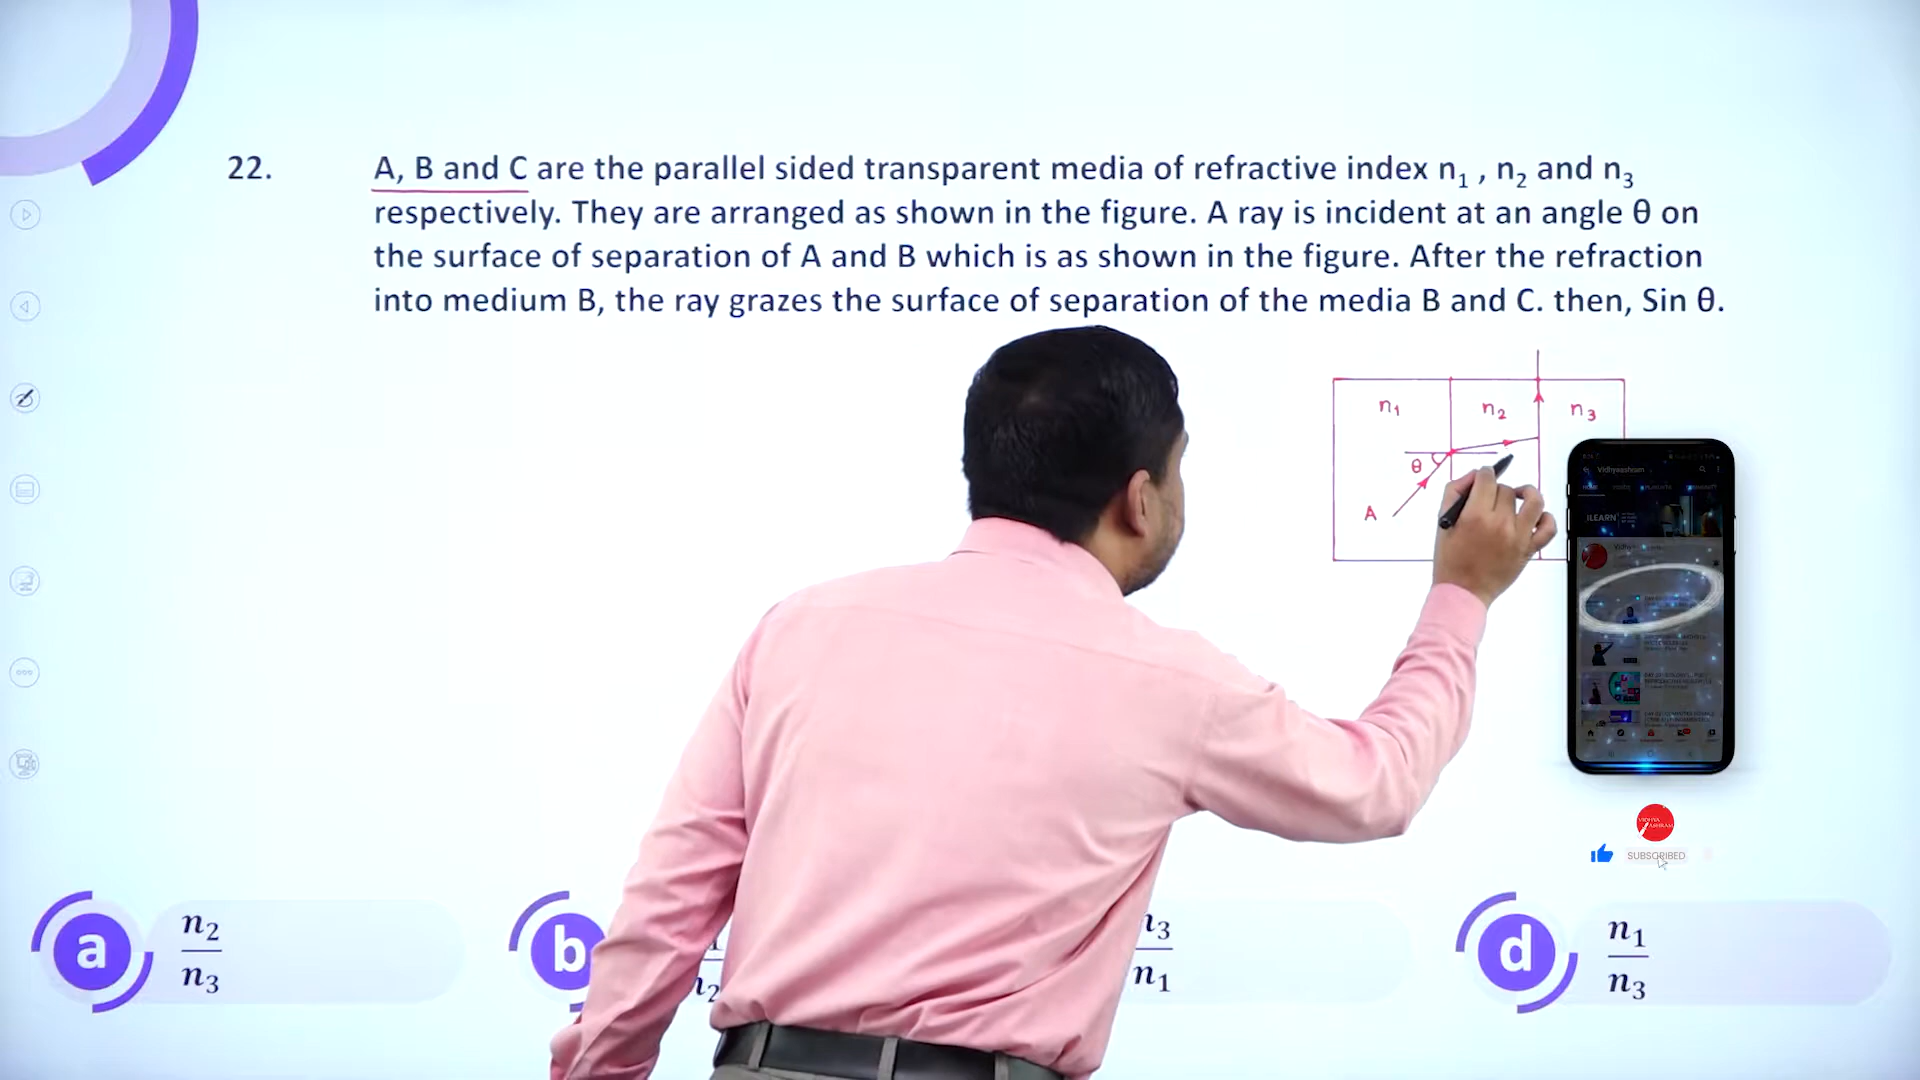 22.
A, B and C are the parallel sided transparent media of refractive index n₁ , n₂ and n₃
respectively. They are arranged as shown in the figure. A ray is incident at an angle θ on
the surface of separation of A and B which is as shown in the figure. After the refraction
into medium B, the ray grazes the surface of separation of the media B and C. then, Sin θ.
n₁
n₂
n₃
θ
A
Vidhyaashram
ILEARN
SUBSCRIBED
a
n₂
n₃
b
n₂
n₃
n₁
d
n₁
n₃